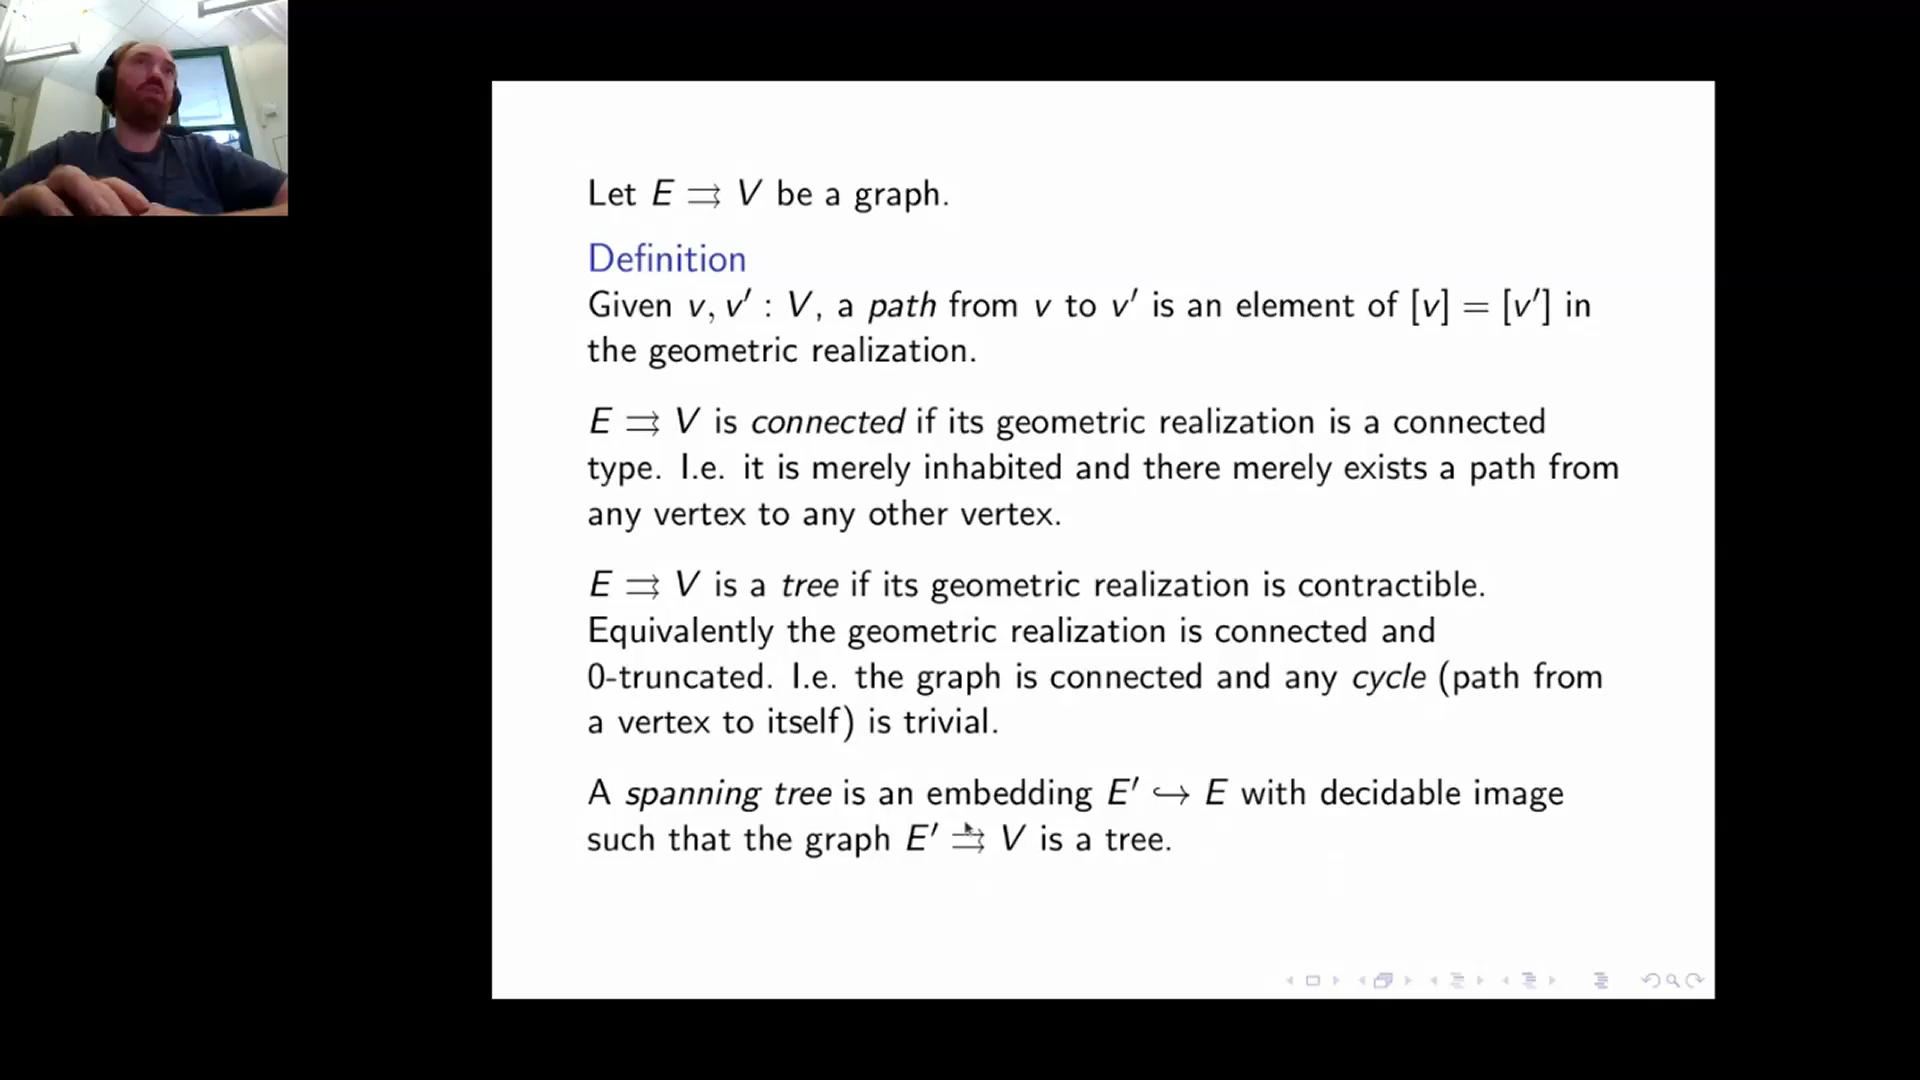 Let E ⇉ V be a graph.
Definition
Given v, v′ : V, a path from v to v′ is an element of [v] = [v′] in
the geometric realization.
E ⇉ V is connected if its geometric realization is a connected
type. I.e. it is merely inhabited and there merely exists a path from
any vertex to any other vertex.
E ⇉ V is a tree if its geometric realization is contractible.
Equivalently the geometric realization is connected and
0-truncated. I.e. the graph is connected and any cycle (path from
a vertex to itself) is trivial.
A spanning tree is an embedding E′ ↪ E with decidable image
such that the graph E′ ⇉ V is a tree.